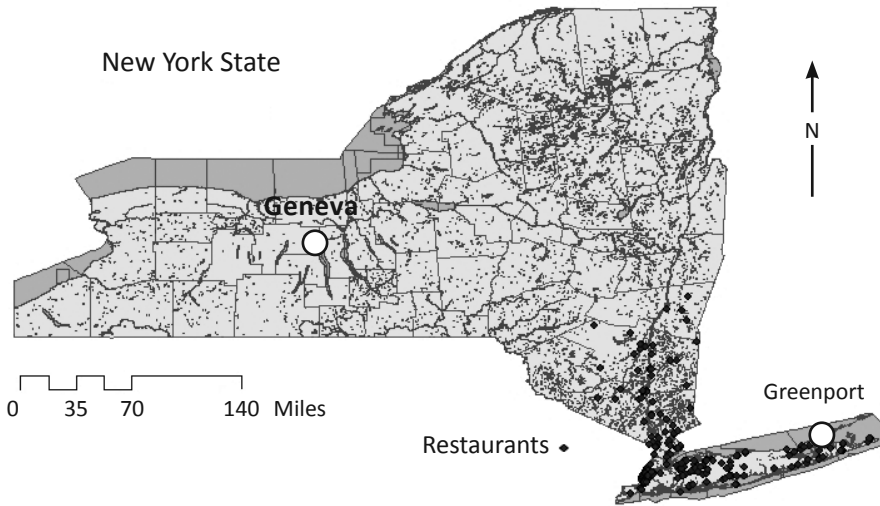 New York State
N
Geneva
0 35 70 140 Miles
Greenport
Restaurants